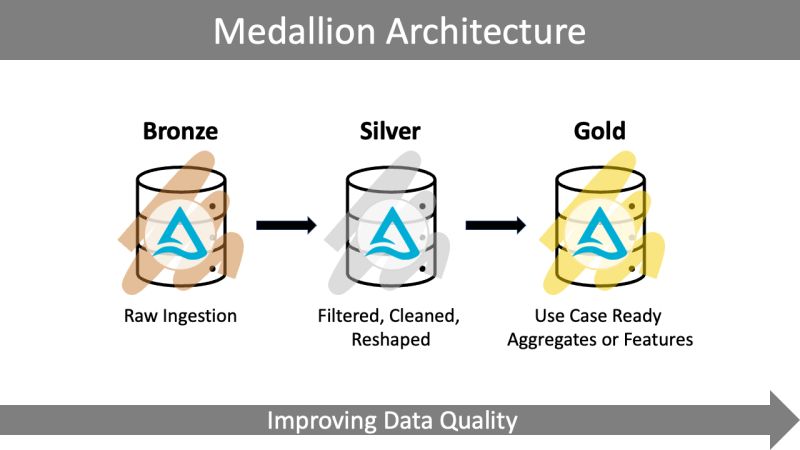 Medallion Architecture
Bronze
Silver
Gold
Raw Ingestion
Filtered, Cleaned,
Reshaped
Use Case Ready
Aggregates or Features
Improving Data Quality